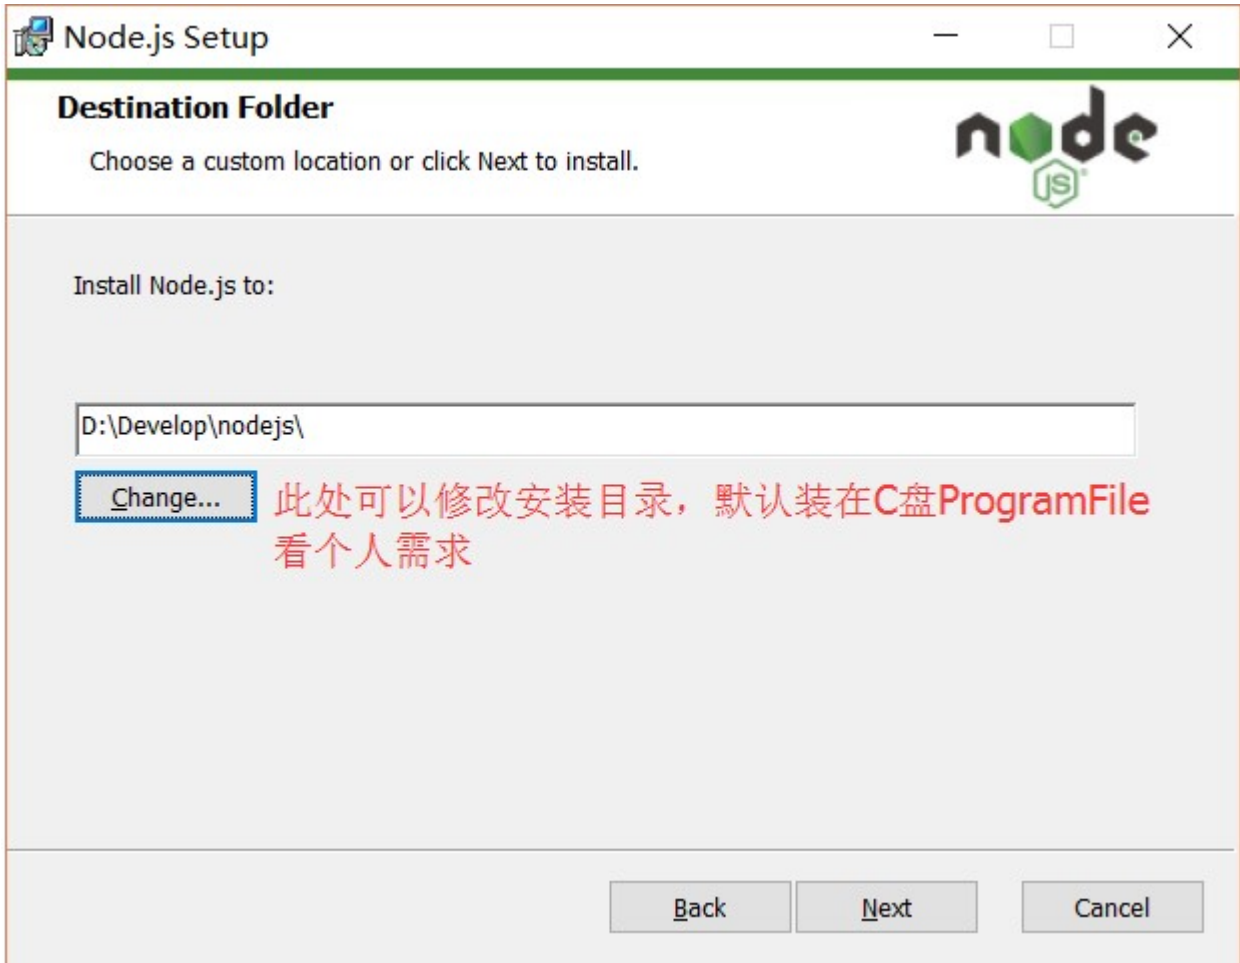 Node.js Setup
Destination Folder
Choose a custom location or click Next to install.
node
JS
Install Node.js to:
D:\Develop\nodejs\
Change... 此处可以修改安装目录，默认装在C盘ProgramFile
看个人需求
Back Next Cancel